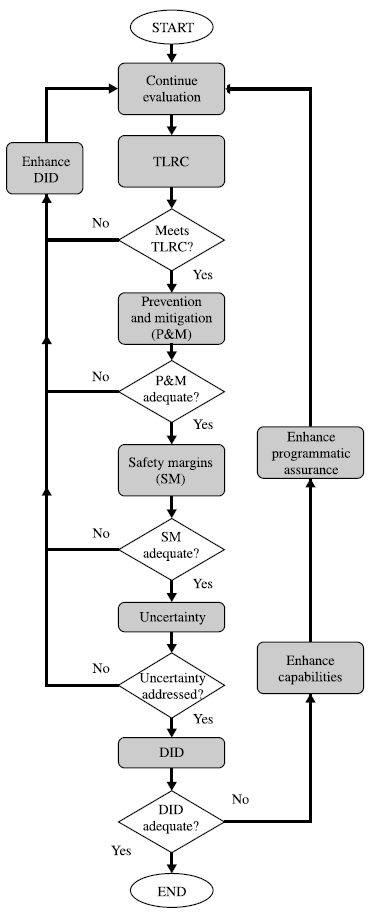 START
Continue
evaluation
Enhance
DID
TLRC
No
Meets
TLRC?
Yes
Prevention
and mitigation
(P&M)
No
P&M
adequate?
Yes
Enhance
programmatic
assurance
Safety margins
(SM)
No
SM
adequate?
Yes
Uncertainty
Enhance
capabilities
No
Uncertainty
addressed?
Yes
DID
No
DID
adequate?
Yes
END